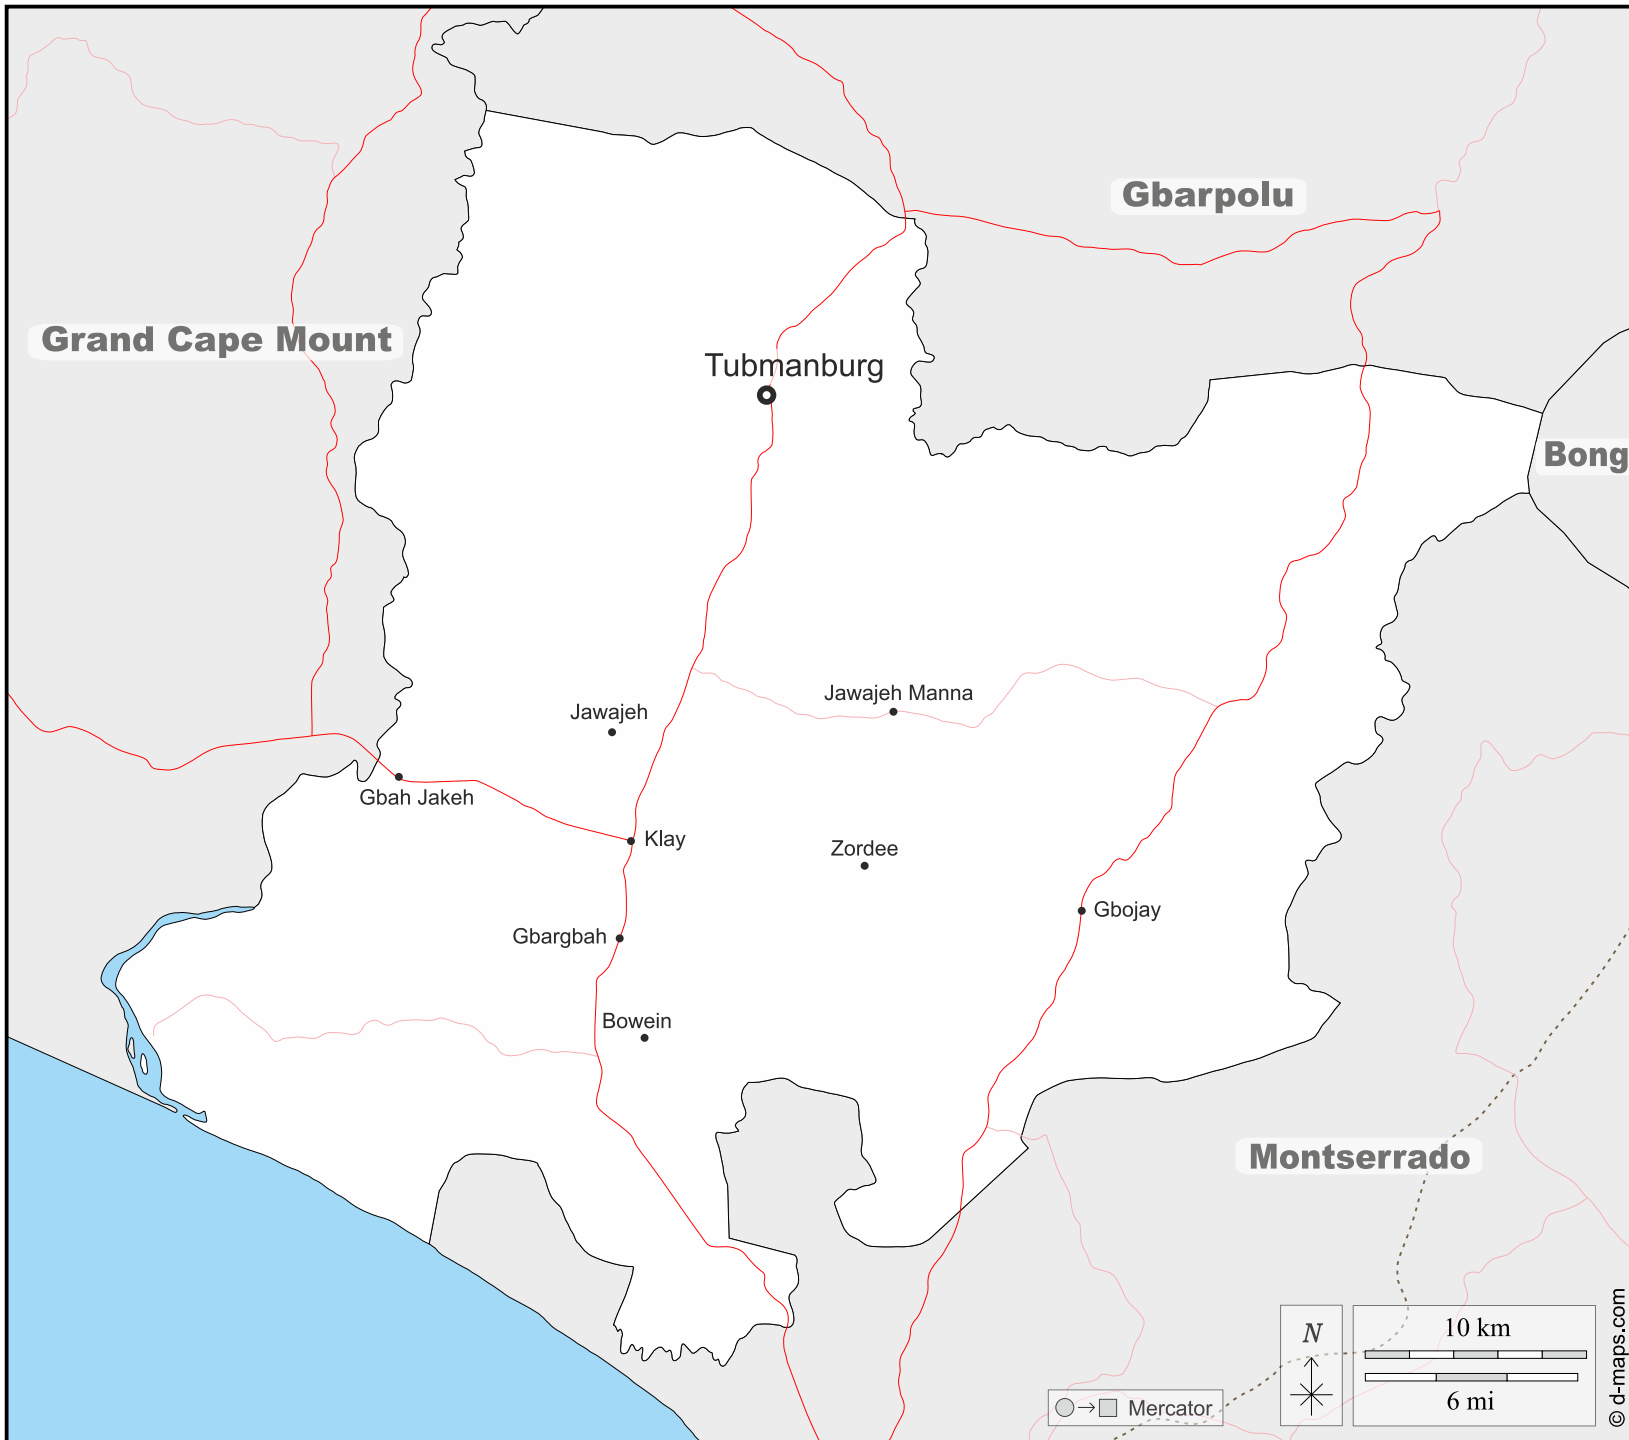 Gbarpolu
Grand Cape Mount
Tubmanburg
Bong
Jawajeh Manna
Jawajeh
Gbah Jakeh
Klay
Zordee
Gbojay
Gbargbah
Bowein
Montserrado
N
10 km
6 mi
Mercator
© d-maps.com